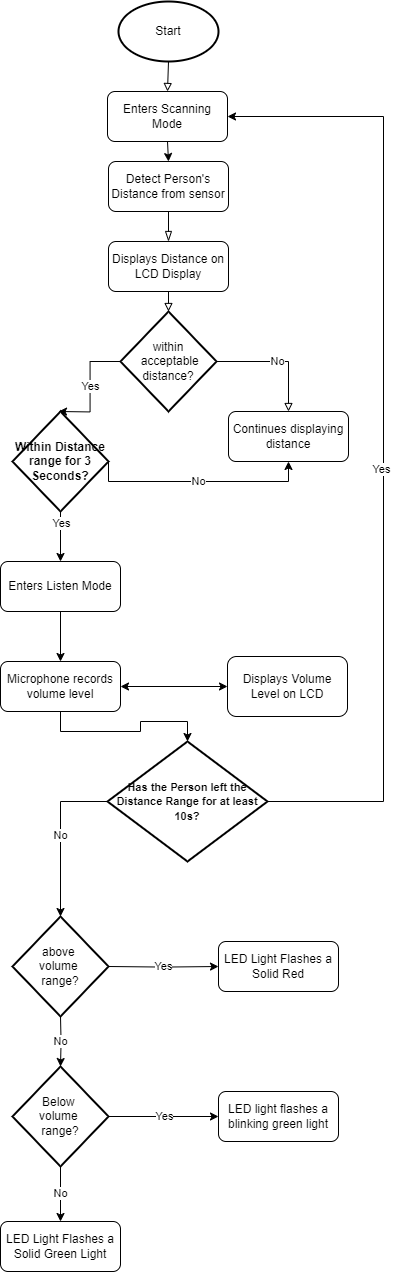 Start
Enters Scanning
Mode
Detect Person's
Distance from sensor
Displays Distance on
LCD Display
within
acceptable
distance?
No
Yes
Continues displaying
distance
Within Distance
range for 3
Seconds?
No
Yes
Yes
Enters Listen Mode
Microphone records
volume level
Displays Volume
Level on LCD
Has the Person left the
Distance Range for at least
10s?
No
above
volume
range?
Yes
LED Light Flashes a
Solid Red
No
Below
volume
range?
Yes
LED light flashes a
blinking green light
No
LED Light Flashes a
Solid Green Light